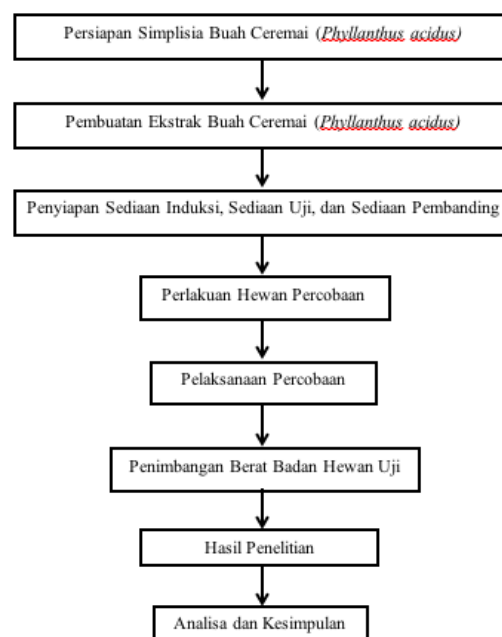 Persiapan Simplisia Buah Ceremai (Phyllanthus acidus)
Pembuatan Ekstrak Buah Ceremai (Phyllanthus acidus)
Penyiapan Sediaan Induksi, Sediaan Uji, dan Sediaan Pembanding
Perlakuan Hewan Percobaan
Pelaksanaan Percobaan
Penimbangan Berat Badan Hewan Uji
Hasil Penelitian
Analisa dan Kesimpulan